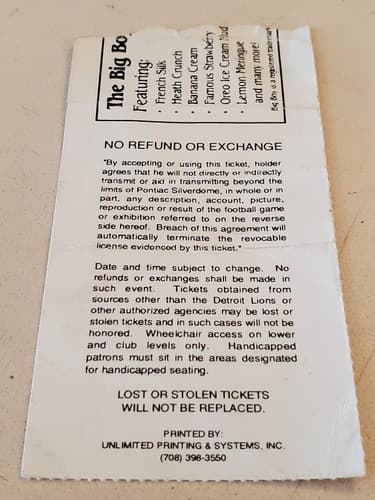 The Big Bo
Featuring:
• French Silk
• Heath Crunch
• Banana Cream
• Famous Strawberry
• Oreo Ice Cream Mud
• Lemon Meringue
and many more!
Big Boy is a registered trademark
NO REFUND OR EXCHANGE
"By accepting or using this ticket, holder
agrees that he will not directly or indirectly
transmit or aid in transmitting beyond the
limits of Pontiac Silverdome, in whole or in
part, any description, account, picture,
reproduction or result of the football game
or exhibition referred to on the reverse
side hereof. Breach of this agreement will
automatically terminate the revocable
license evidenced by this ticket."
Date and time subject to change. No
refunds or exchanges shall be made in
such event. Tickets obtained from
sources other than the Detroit Lions or
other authorized agencies may be lost or
stolen tickets and in such cases will not be
honored. Wheelchair access on lower
and club levels only. Handicapped
patrons must sit in the areas designated
for handicapped seating.
LOST OR STOLEN TICKETS
WILL NOT BE REPLACED.
PRINTED BY:
UNLIMITED PRINTING & SYSTEMS, INC.
(708) 396-3550